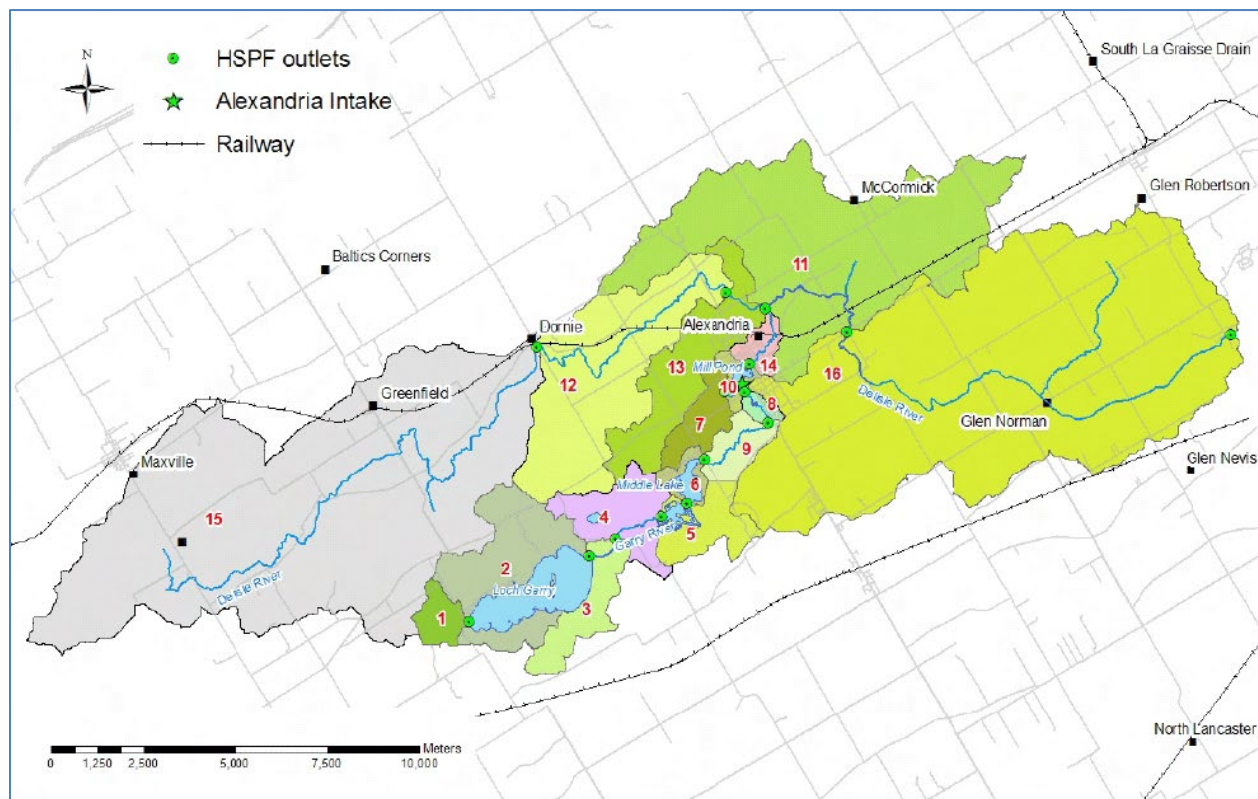 N
HSPF outlets
Alexandria Intake
Railway
South La Graisse Drain
McCormick
Glen Robertson
Baltics Corners
11
Dornie
Alexandria
13
Mill Pond
14
Greenfield
12
10
16
8
Delisle River
7
Glen Norman
9
Maxville
Glen Nevis
Middle Lake
6
15
4
5
Garry River
2
Delisle River
Loch Garry
3
1
North Lancaster
Meters
0 1,250 2,500 5,000 7,500 10,000